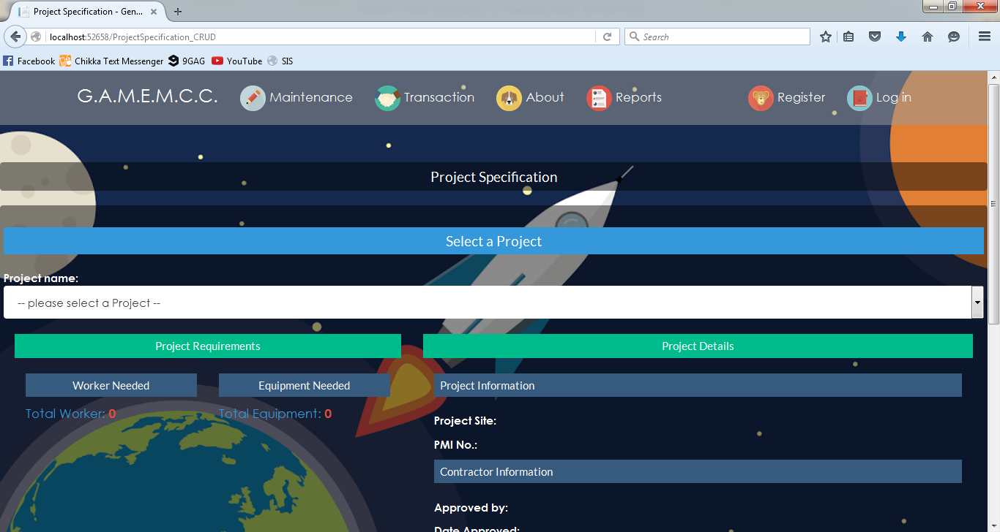 Project Specification - Gen...
localhost:52658/ProjectSpecification_CRUD
Search
Facebook Chikka Text Messenger 9GAG YouTube SIS
G.A.M.E.M.C.C. Maintenance Transaction About Reports Register Log in
Project Specification
Select a Project
Project name:
-- please select a Project --
Project Requirements Project Details
Worker Needed Equipment Needed Project Information
Total Worker: 0 Total Equipment: 0
Project Site:
PMI No.:
Contractor Information
Approved by:
Date Approved: